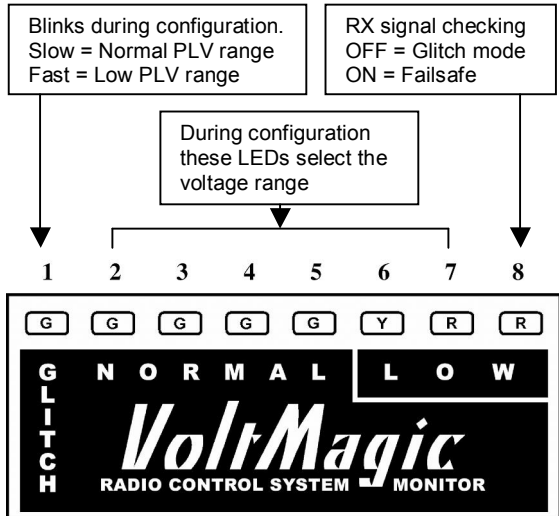 Blinks during configuration.
Slow = Normal PLV range
Fast = Low PLV range
RX signal checking
OFF = Glitch mode
ON = Failsafe
During configuration
these LEDs select the
voltage range
1 2 3 4 5 6 7 8
G G G G G Y R R
GLITCH
NORMAL LOW
VoltMagic
RADIO CONTROL SYSTEM MONITOR